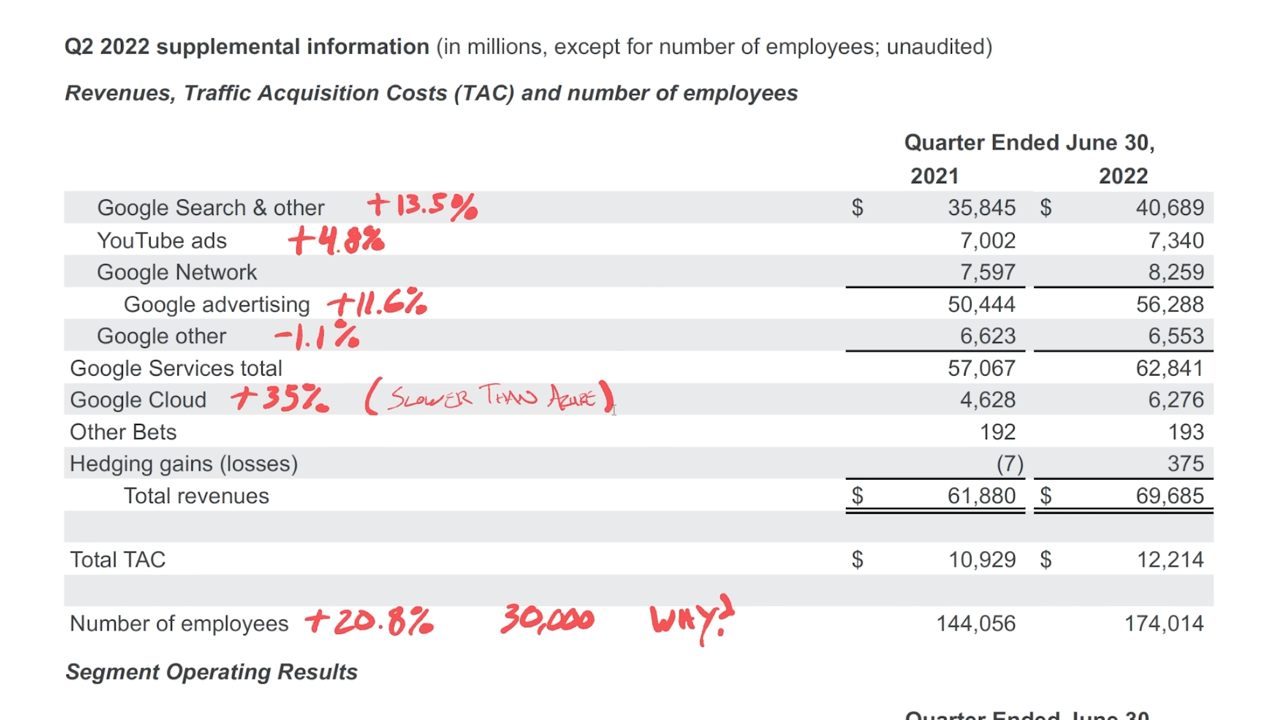 Q2 2022 supplemental information (in millions, except for number of employees; unaudited)
Revenues, Traffic Acquisition Costs (TAC) and number of employees
Quarter Ended June 30,
2021 2022
Google Search & other +13.5% $ 35,845 $ 40,689
YouTube ads +4.8% 7,002 7,340
Google Network 7,597 8,259
Google advertising +11.6% 50,444 56,288
Google other -1.1% 6,623 6,553
Google Services total 57,067 62,841
Google Cloud +35% (SLOWER THAN AZURE) 4,628 6,276
Other Bets 192 193
Hedging gains (losses) (7) 375
Total revenues $ 61,880 $ 69,685
Total TAC $ 10,929 $ 12,214
Number of employees +20.8% 30,000 WHY? 144,056 174,014
Segment Operating Results
Quarter Ended June 30,